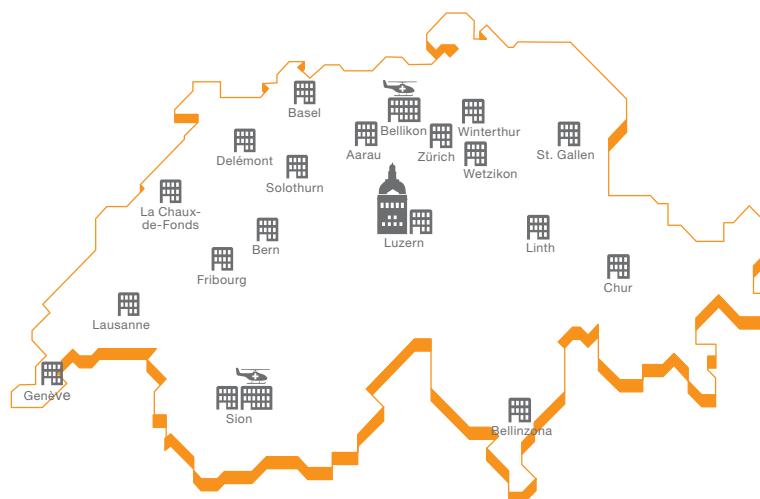 Basel
Bellikon
Winterthur
Aarau
Zürich
St. Gallen
Delémont
Wetzikon
Solothurn
La Chaux-
de-Fonds
Luzern
Linth
Bern
Fribourg
Chur
Lausanne
Genève
Sion
Bellinzona